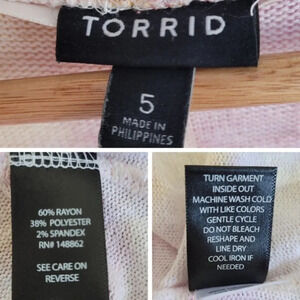 TORRID
5
MADE IN
PHILIPPINES
60% RAYON
38% POLYESTER
2% SPANDEX
RN# 148862
SEE CARE ON
REVERSE
TURN GARMENT
INSIDE OUT
MACHINE WASH COLD
WITH LIKE COLORS
GENTLE CYCLE
DO NOT BLEACH
RESHAPE AND
LINE DRY
COOL IRON IF
NEEDED